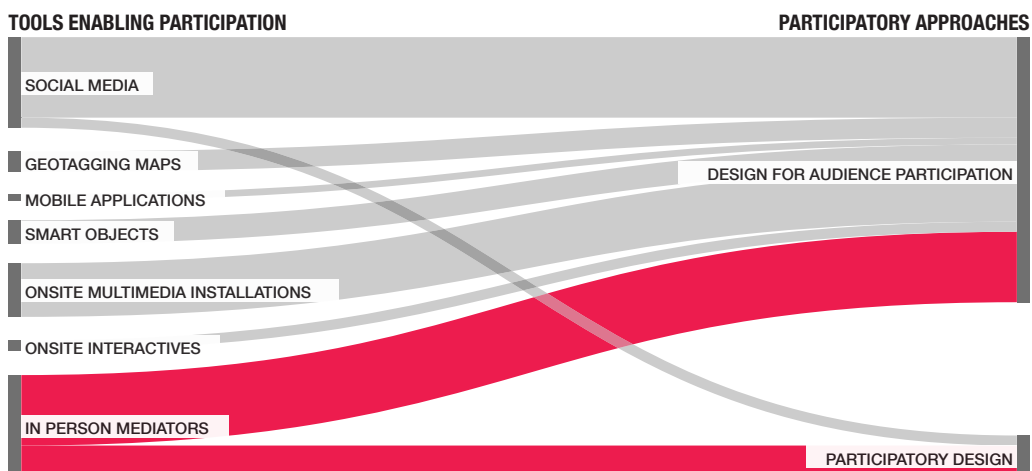 TOOLS ENABLING PARTICIPATION
PARTICIPATORY APPROACHES
SOCIAL MEDIA
GEOTAGGING MAPS
DESIGN FOR AUDIENCE PARTICIPATION
MOBILE APPLICATIONS
SMART OBJECTS
ONSITE MULTIMEDIA INSTALLATIONS
ONSITE INTERACTIVES
IN PERSON MEDIATORS
PARTICIPATORY DESIGN